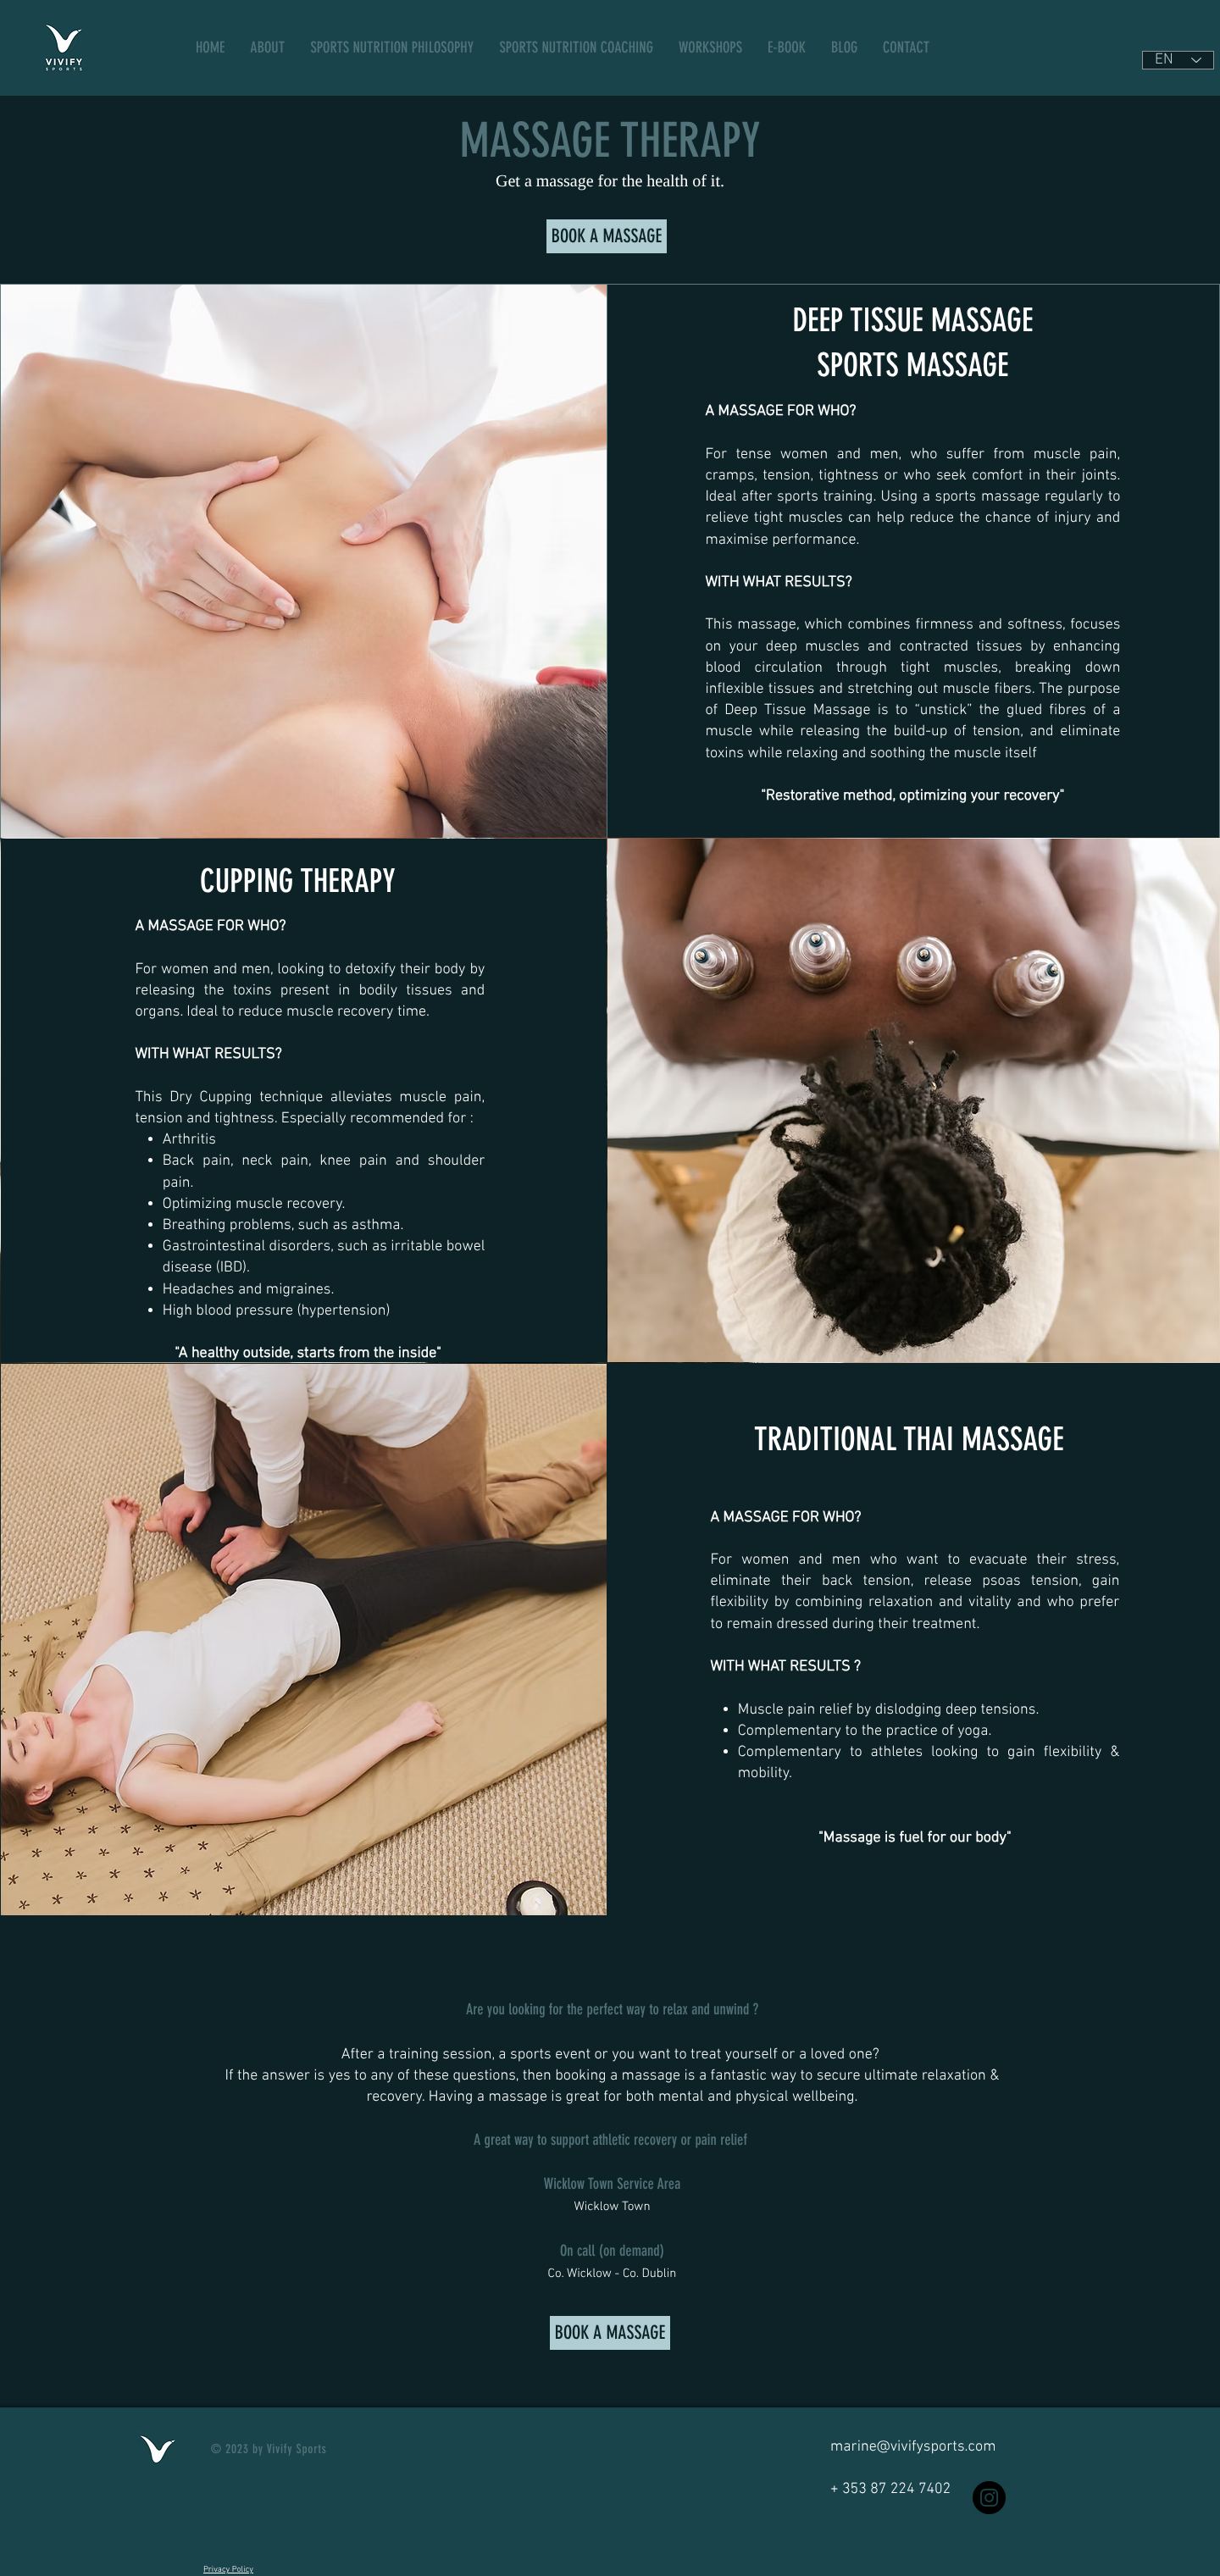 VIVIFY
SPORTS
HOME ABOUT SPORTS NUTRITION PHILOSOPHY SPORTS NUTRITION COACHING WORKSHOPS E-BOOK BLOG CONTACT
EN
MASSAGE THERAPY
Get a massage for the health of it.
BOOK A MASSAGE
DEEP TISSUE MASSAGE
SPORTS MASSAGE
A MASSAGE FOR WHO?
For tense women and men, who suffer from muscle pain,
cramps, tension, tightness or who seek comfort in their joints.
Ideal after sports training. Using a sports massage regularly to
relieve tight muscles can help reduce the chance of injury and
maximise performance.
WITH WHAT RESULTS?
This massage, which combines firmness and softness, focuses
on your deep muscles and contracted tissues by enhancing
blood circulation through tight muscles, breaking down
inflexible tissues and stretching out muscle fibers. The purpose
of Deep Tissue Massage is to “unstick” the glued fibres of a
muscle while releasing the build-up of tension, and eliminate
toxins while relaxing and soothing the muscle itself
"Restorative method, optimizing your recovery"
CUPPING THERAPY
A MASSAGE FOR WHO?
For women and men, looking to detoxify their body by
releasing the toxins present in bodily tissues and
organs. Ideal to reduce muscle recovery time.
WITH WHAT RESULTS?
This Dry Cupping technique alleviates muscle pain,
tension and tightness. Especially recommended for :
• Arthritis
• Back pain, neck pain, knee pain and shoulder
pain.
• Optimizing muscle recovery.
• Breathing problems, such as asthma.
• Gastrointestinal disorders, such as irritable bowel
disease (IBD).
• Headaches and migraines.
• High blood pressure (hypertension)
"A healthy outside, starts from the inside"
TRADITIONAL THAI MASSAGE
A MASSAGE FOR WHO?
For women and men who want to evacuate their stress,
eliminate their back tension, release psoas tension, gain
flexibility by combining relaxation and vitality and who prefer
to remain dressed during their treatment.
WITH WHAT RESULTS ?
• Muscle pain relief by dislodging deep tensions.
• Complementary to the practice of yoga.
• Complementary to athletes looking to gain flexibility &
mobility.
"Massage is fuel for our body"
Are you looking for the perfect way to relax and unwind ?
After a training session, a sports event or you want to treat yourself or a loved one?
If the answer is yes to any of these questions, then booking a massage is a fantastic way to secure ultimate relaxation &
recovery. Having a massage is great for both mental and physical wellbeing.
A great way to support athletic recovery or pain relief
Wicklow Town Service Area
Wicklow Town
On call (on demand)
Co. Wicklow - Co. Dublin
BOOK A MASSAGE
© 2023 by Vivify Sports
marine@vivifysports.com
+ 353 87 224 7402
Privacy Policy